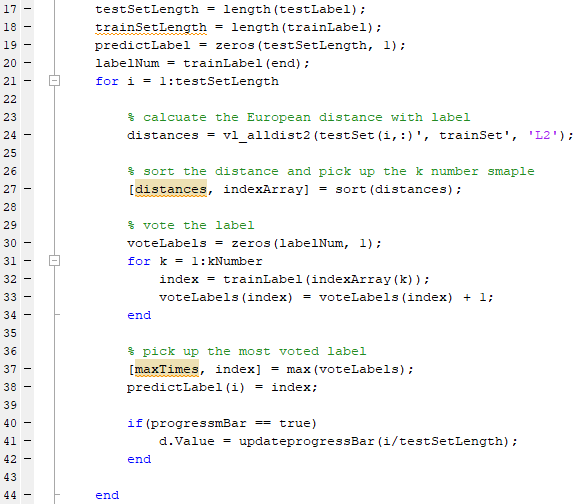 17 testSetLength = length(testLabel);
18 trainSetLength = length(trainLabel);
19 predictLabel = zeros(testSetLength, 1);
20 labelNum = trainLabel(end);
21 for i = 1:testSetLength
22
23 % calcuate the European distance with label
24 distances = vl_alldist2(testSet(i,:)', trainSet', 'L2');
25
26 % sort the distance and pick up the k number smaple
27 [distances, indexArray] = sort(distances);
28
29 % vote the label
30 voteLabels = zeros(labelNum, 1);
31 for k = 1:kNumber
32 index = trainLabel(indexArray(k));
33 voteLabels(index) = voteLabels(index) + 1;
34 end
35
36 % pick up the most voted label
37 [maxTimes, index] = max(voteLabels);
38 predictLabel(i) = index;
39
40 if(progressmBar == true)
41 d.Value = updateprogressBar(i/testSetLength);
42 end
43
44 end